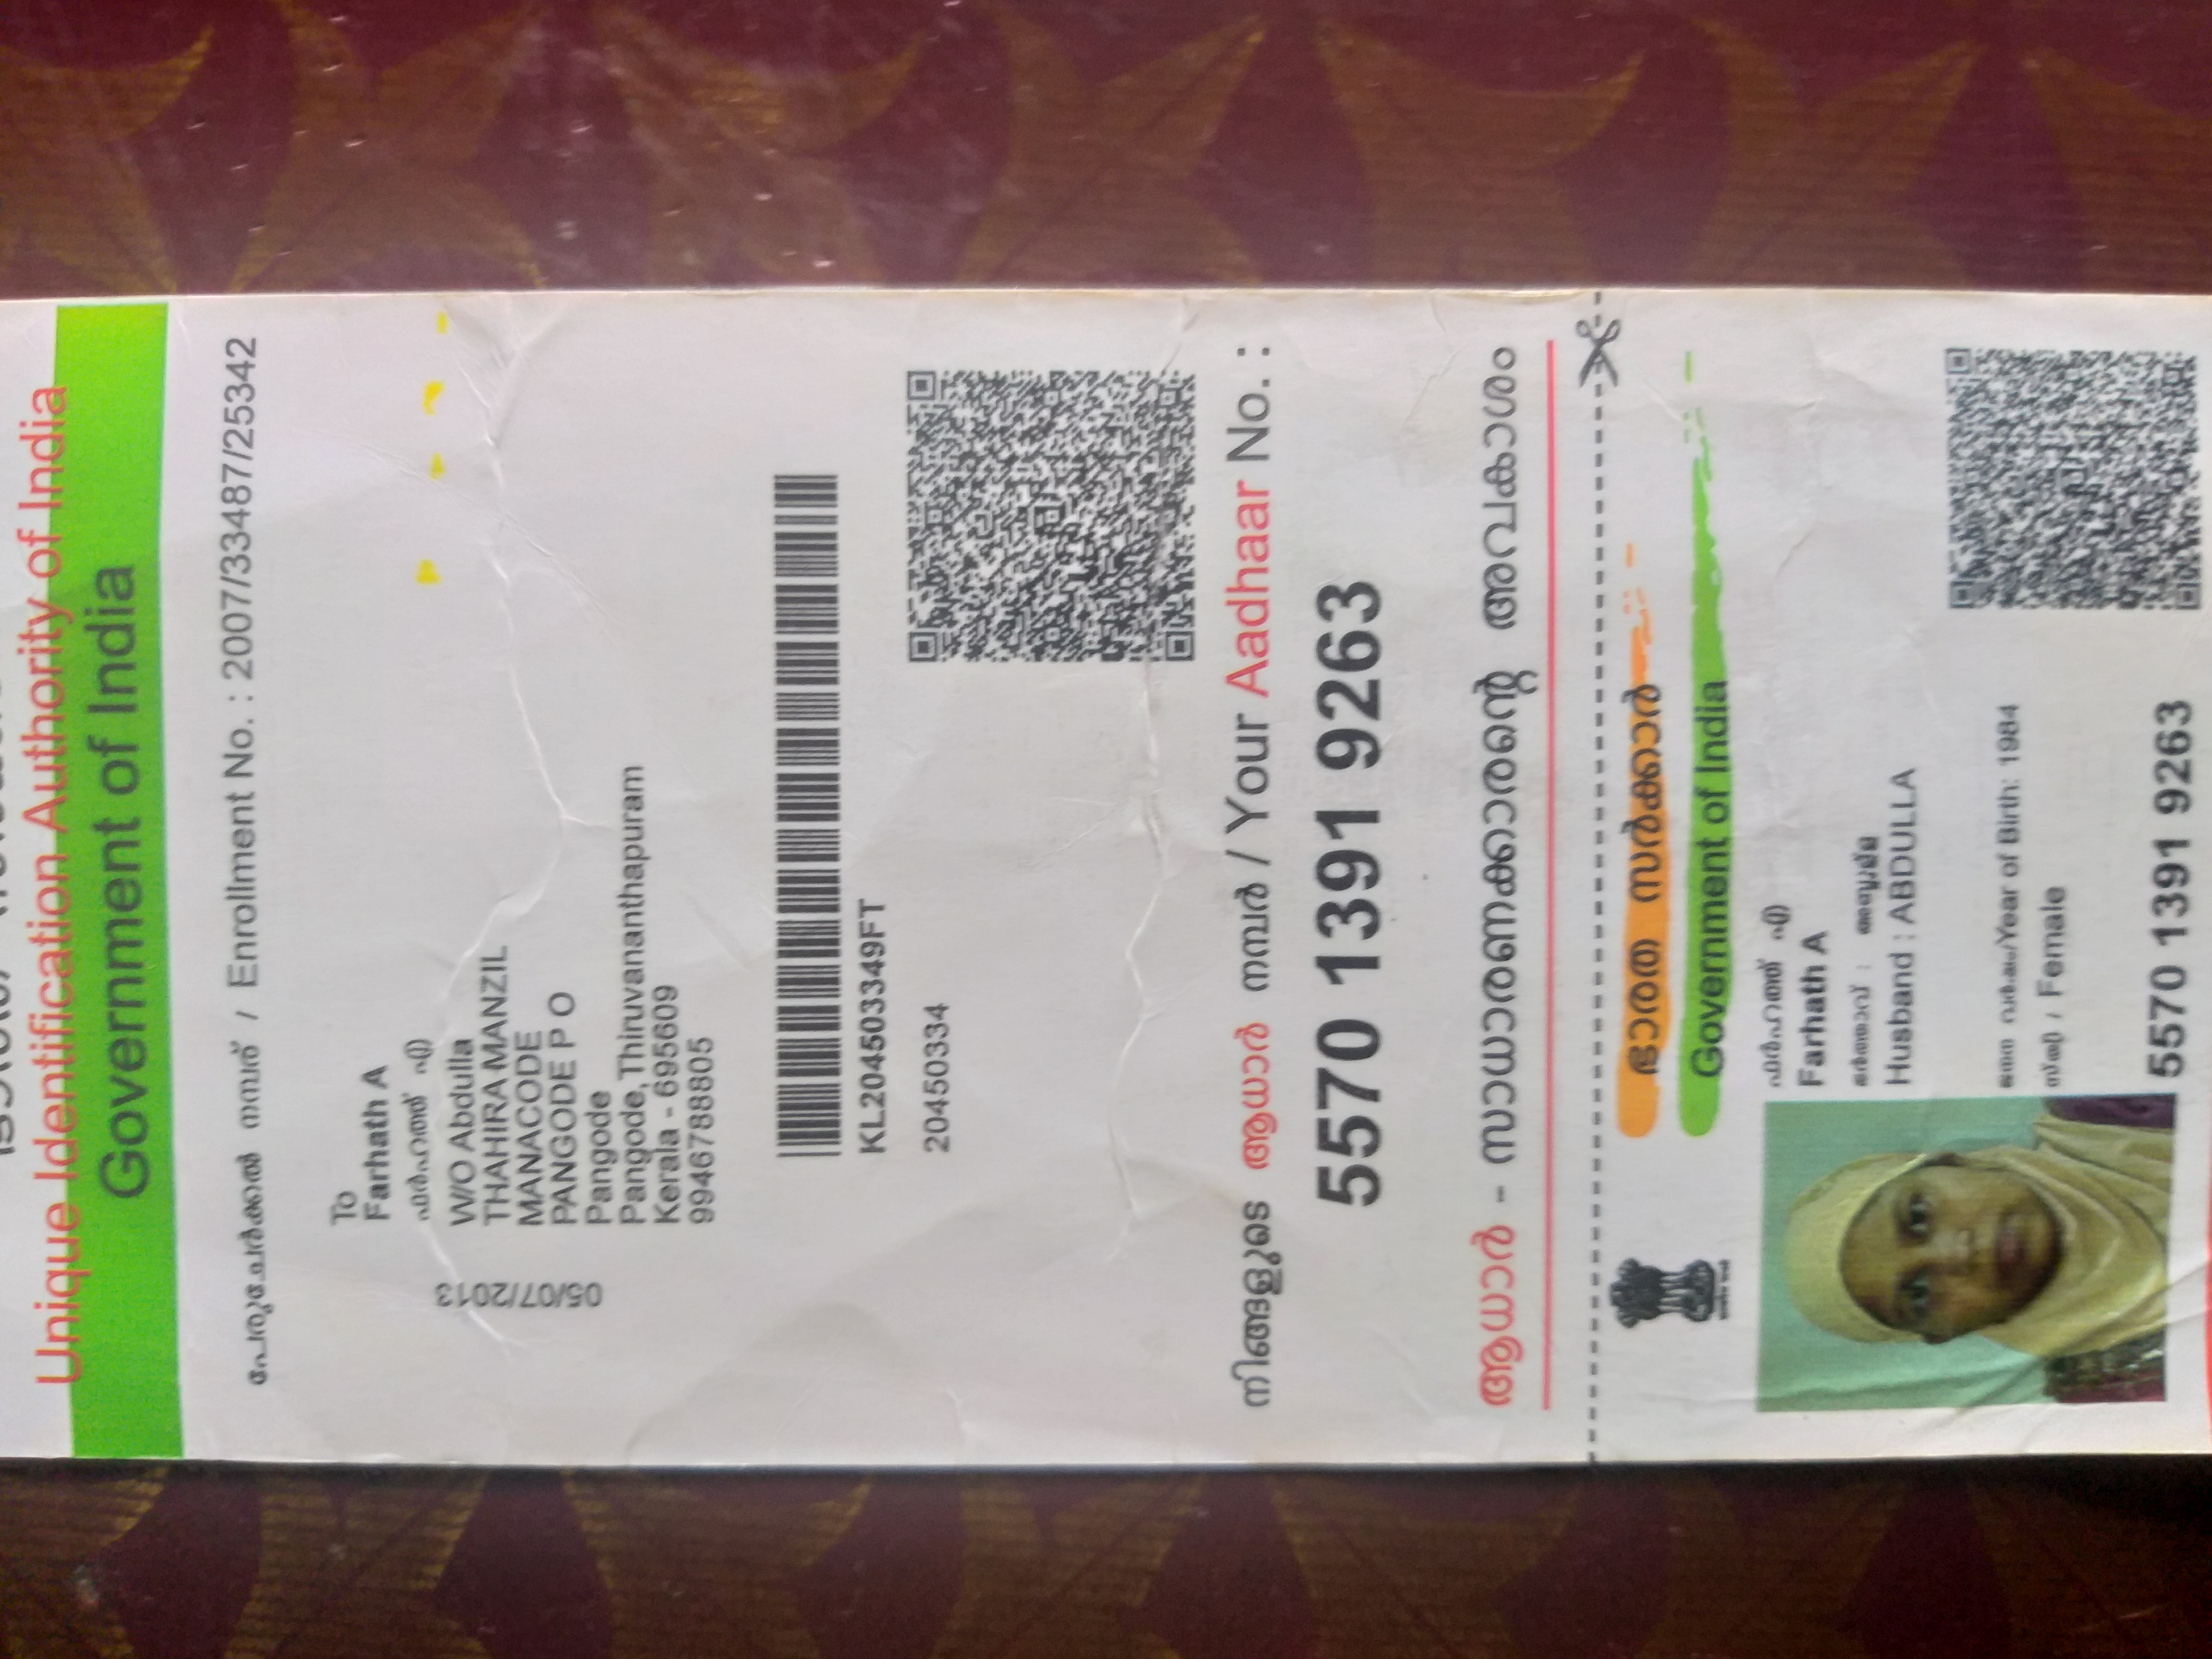 Unique Identification Authority of India
Government of India
പേരുചേർക്കൽ നമ്പര് / Enrollment No. : 2007/33487/25342
To
Farhath A
ഫർഹത്ത് എ
W/O Abdulla
THAHIRA MANZIL
MANACODE
PANGODE P O
Pangode
Pangode,Thiruvananthapuram
Kerala - 695609
9946788805
05/07/2013
KL204503349FT
20450334
നിങ്ങളുടെ ആധാർ നമ്പർ / Your Aadhaar No. :
5570 1391 9263
ആധാർ - സാധാരണക്കാരന്റെ അവകാശം
ഭാരത സർക്കാർ
Government of India
ഫർഹത്ത് എ
Farhath A
ഭർത്താവ് : അബ്ദുള്ള
Husband : ABDULLA
ജനന വർഷം/Year of Birth: 1984
സ്ത്രീ / Female
5570 1391 9263